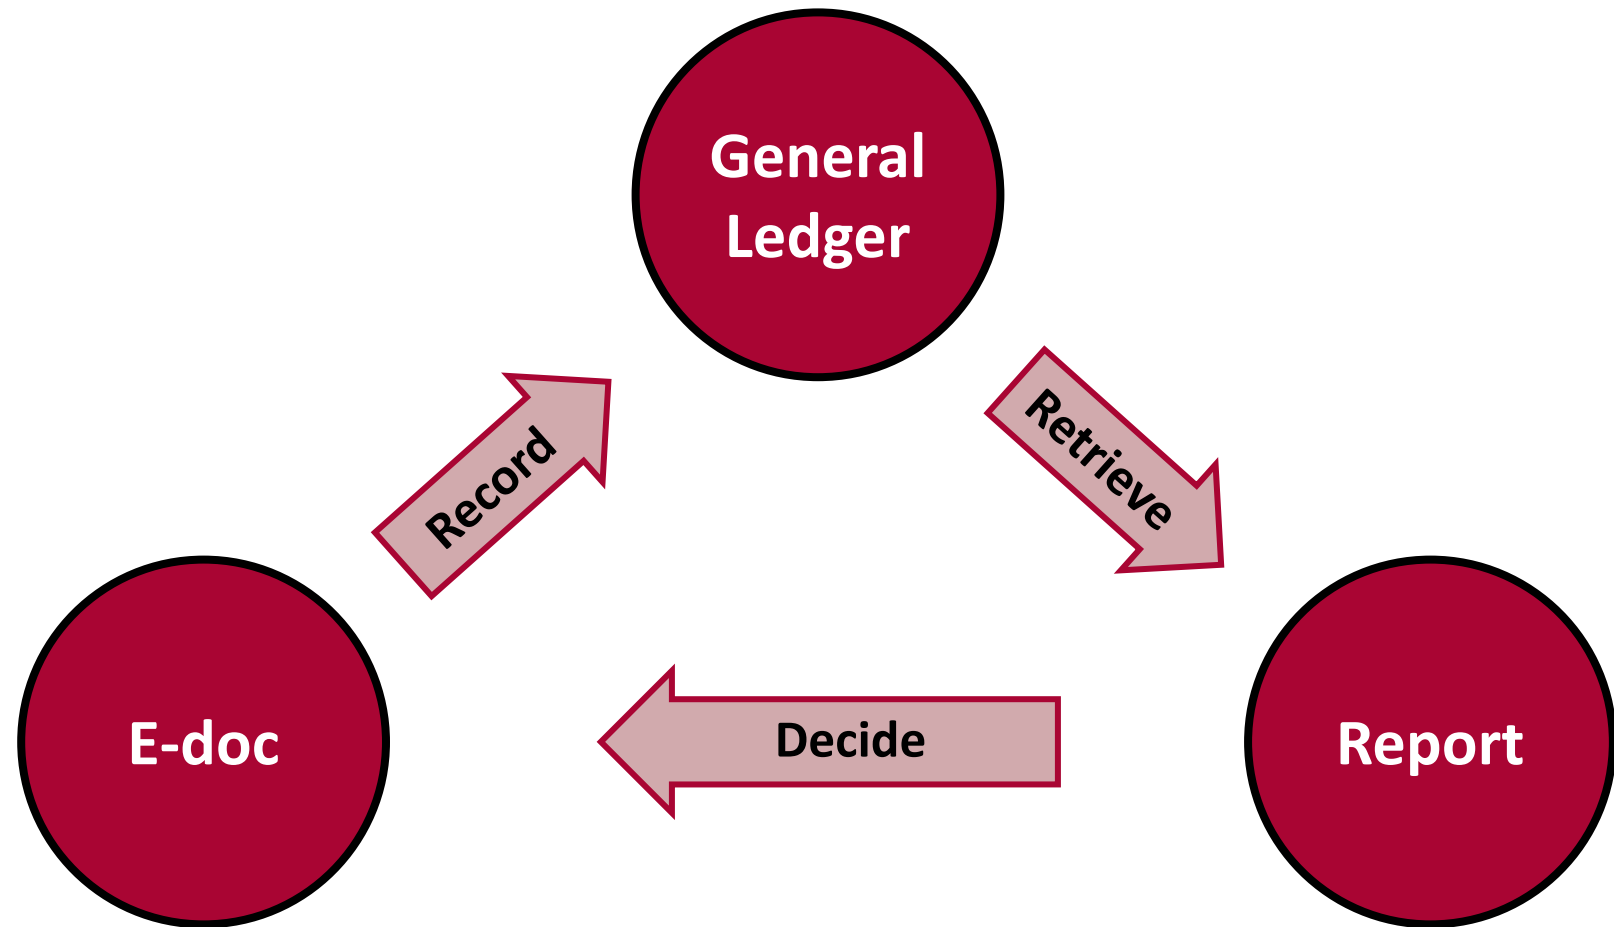 General
Ledger
Record
Retrieve
E-doc
Decide
Report